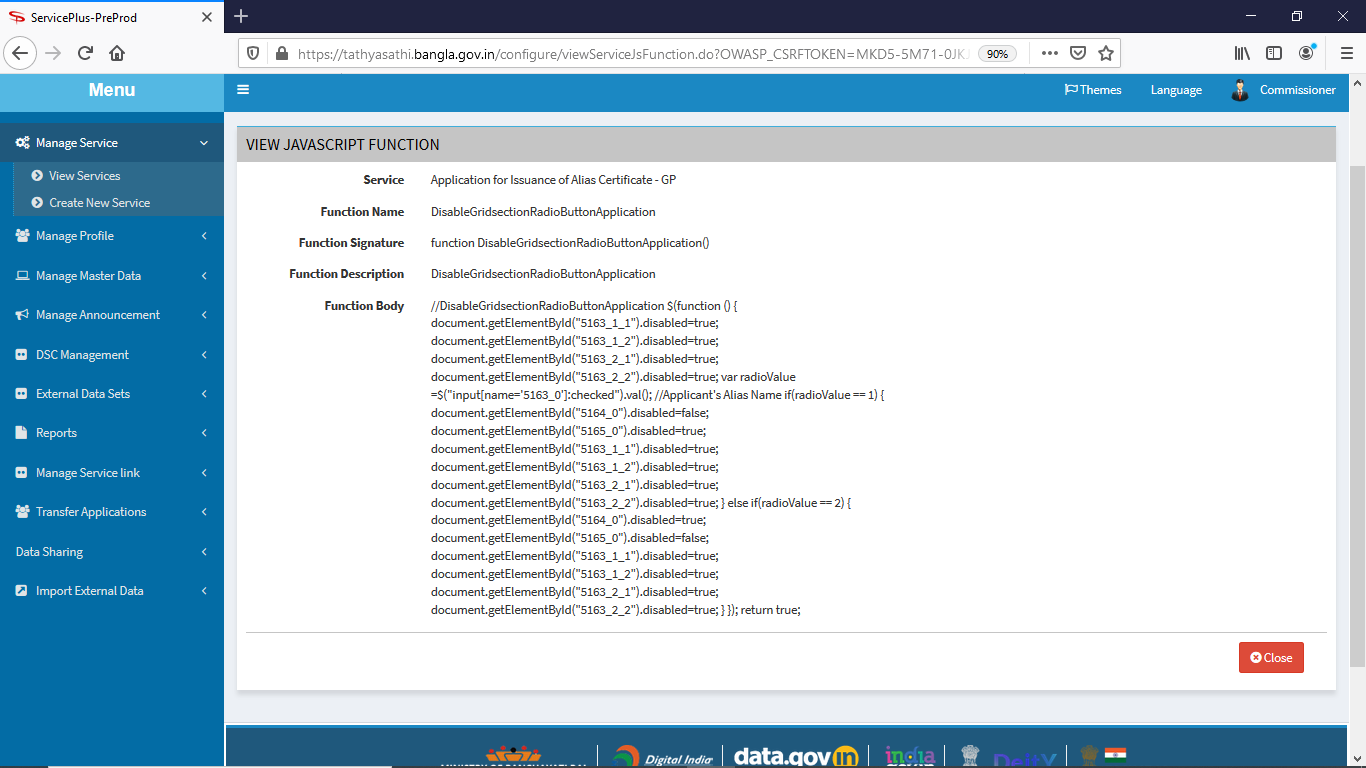 ServicePlus-PreProd
https://tathyasathi.bangla.gov.in/configure/viewServiceJsFunction.do?OWASP_CSRFTOKEN=MKD5-5M71-0JK
90%
Menu
Themes
Language
Commissioner
Manage Service
View Services
Create New Service
Manage Profile
Manage Master Data
Manage Announcement
DSC Management
External Data Sets
Reports
Manage Service link
Transfer Applications
Data Sharing
Import External Data
VIEW JAVASCRIPT FUNCTION
Service Application for Issuance of Alias Certificate - GP
Function Name DisableGridsectionRadioButtonApplication
Function Signature function DisableGridsectionRadioButtonApplication()
Function Description DisableGridsectionRadioButtonApplication
Function Body //DisableGridsectionRadioButtonApplication $(function () {
document.getElementById("5163_1_1").disabled=true;
document.getElementById("5163_1_2").disabled=true;
document.getElementById("5163_2_1").disabled=true;
document.getElementById("5163_2_2").disabled=true; var radioValue
=$("input[name='5163_0']:checked").val(); //Applicant's Alias Name if(radioValue == 1) {
document.getElementById("5164_0").disabled=false;
document.getElementById("5165_0").disabled=true;
document.getElementById("5163_1_1").disabled=true;
document.getElementById("5163_1_2").disabled=true;
document.getElementById("5163_2_1").disabled=true;
document.getElementById("5163_2_2").disabled=true; } else if(radioValue == 2) {
document.getElementById("5164_0").disabled=true;
document.getElementById("5165_0").disabled=false;
document.getElementById("5163_1_1").disabled=true;
document.getElementById("5163_1_2").disabled=true;
document.getElementById("5163_2_1").disabled=true;
document.getElementById("5163_2_2").disabled=true; } }); return true;
Close
Digital India
data.gov in
india